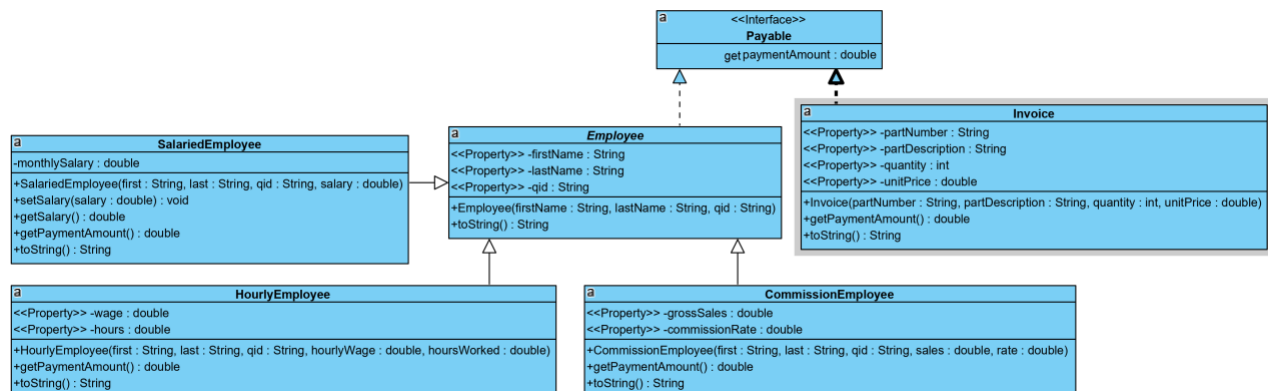 a
<<Interface>>
Payable
get paymentAmount : double
a
Employee
<<Property>> -firstName : String
<<Property>> -lastName : String
<<Property>> -qid : String
+Employee(firstName : String, lastName : String, qid : String)
+toString() : String
a
Invoice
<<Property>> -partNumber : String
<<Property>> -partDescription : String
<<Property>> -quantity : int
<<Property>> -unitPrice : double
+Invoice(partNumber : String, partDescription : String, quantity : int, unitPrice : double)
+getPaymentAmount() : double
+toString() : String
a
SalariedEmployee
-monthlySalary : double
+SalariedEmployee(first : String, last : String, qid : String, salary : double)
+setSalary(salary : double) : void
+getSalary() : double
+getPaymentAmount() : double
+toString() : String
a
HourlyEmployee
<<Property>> -wage : double
<<Property>> -hours : double
+HourlyEmployee(first : String, last : String, qid : String, hourlyWage : double, hoursWorked : double)
+getPaymentAmount() : double
+toString() : String
a
CommissionEmployee
<<Property>> -grossSales : double
<<Property>> -commissionRate : double
+CommissionEmployee(first : String, last : String, qid : String, sales : double, rate : double)
+getPaymentAmount() : double
+toString() : String